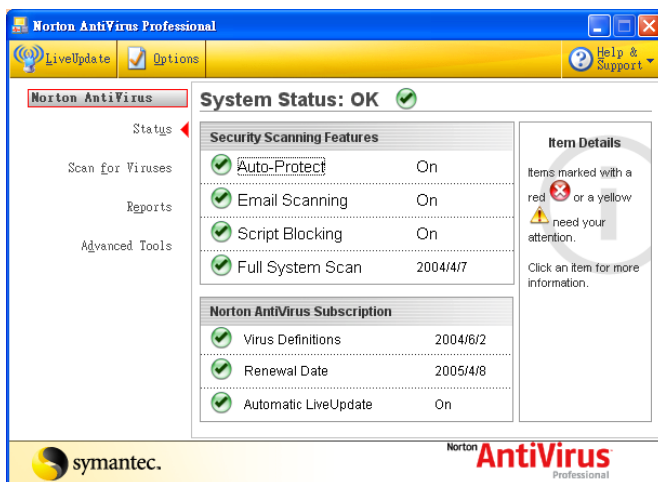 Norton AntiVirus Professional
LiveUpdate Options Help & Support
Norton AntiVirus
Status
Scan for Viruses
Reports
Advanced Tools
System Status: OK
Security Scanning Features
Auto-Protect On
Email Scanning On
Script Blocking On
Full System Scan 2004/4/7
Norton AntiVirus Subscription
Virus Definitions 2004/6/2
Renewal Date 2005/4/8
Automatic LiveUpdate On
Item Details
Items marked with a
red or a yellow
need your
attention.
Click an item for more
information.
symantec.
Norton AntiVirus
Professional